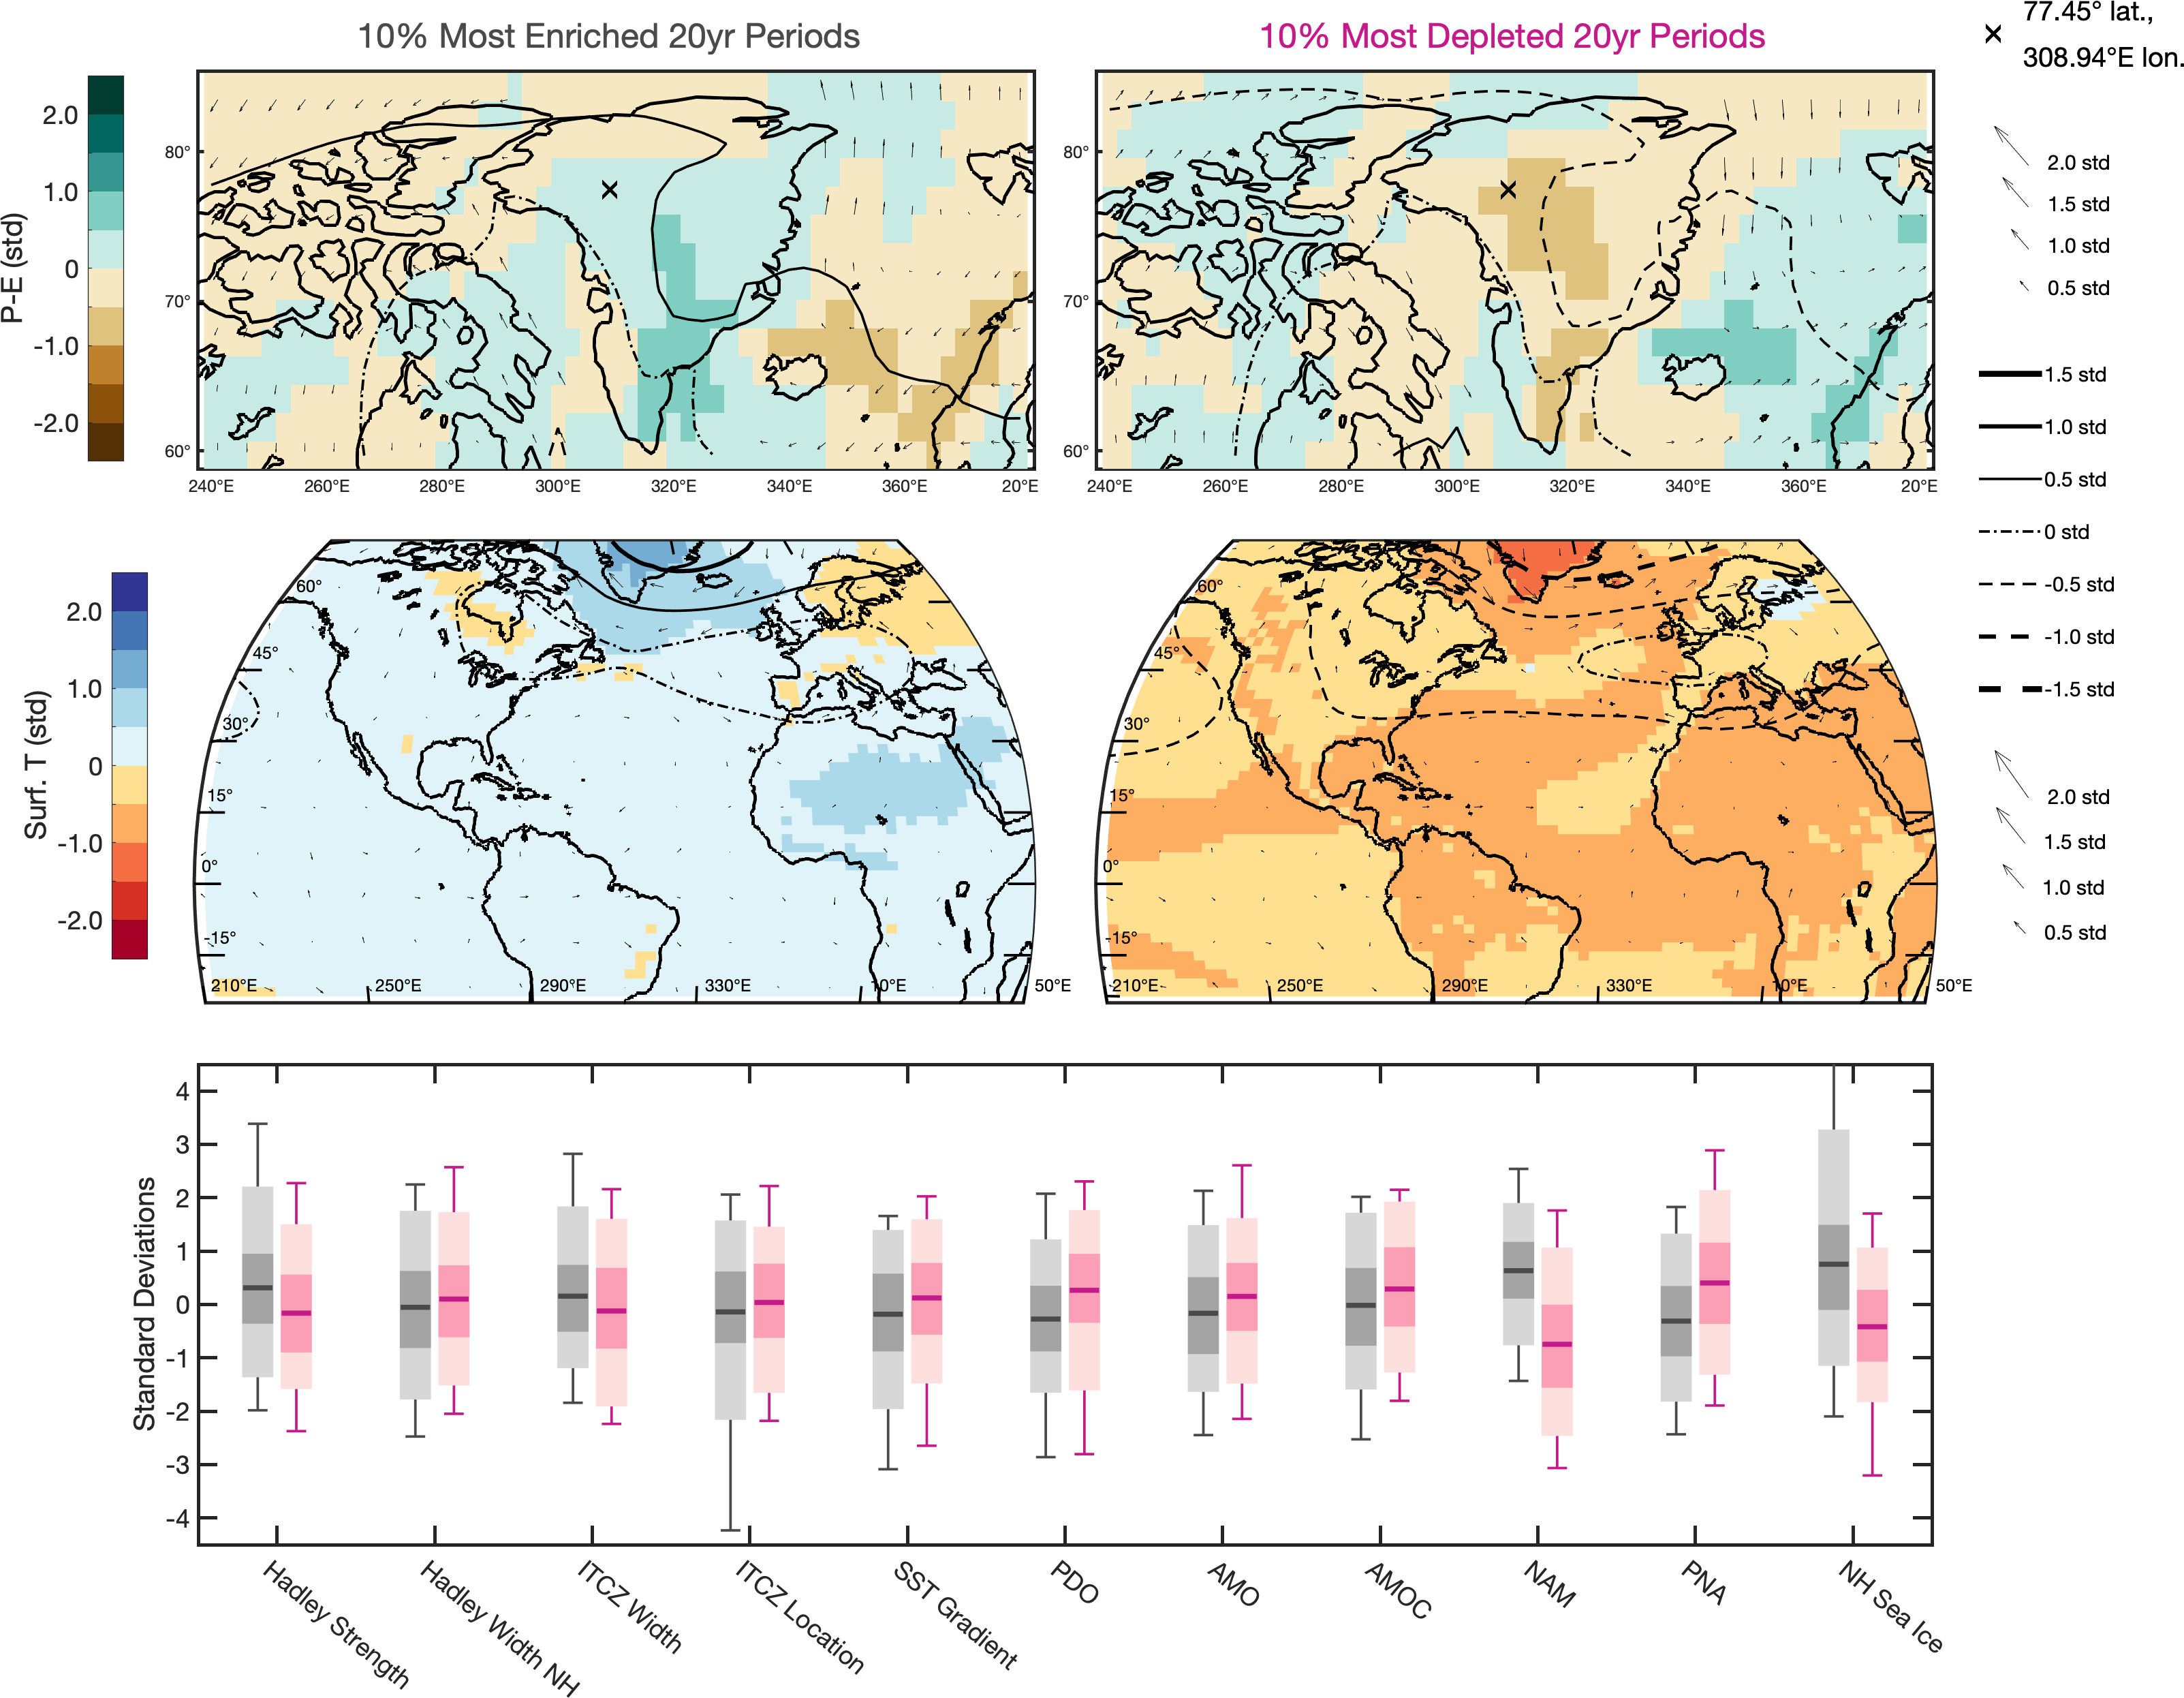 10% Most Enriched 20yr Periods
10% Most Depleted 20yr Periods
77.45° lat.,
308.94°E lon.
P-E (std)
2.0
1.0
0
-1.0
-2.0
80°
70°
60°
240°E 260°E 280°E 300°E 320°E 340°E 360°E 20°E
80°
70°
60°
240°E 260°E 280°E 300°E 320°E 340°E 360°E 20°E
2.0 std
1.5 std
1.0 std
0.5 std
1.5 std
1.0 std
0.5 std
0 std
-0.5 std
-1.0 std
-1.5 std
2.0 std
1.5 std
1.0 std
0.5 std
Surf. T (std)
2.0
1.0
0
-1.0
-2.0
60°
45°
30°
15°
0°
-15°
210°E 250°E 290°E 330°E 10°E 50°E
60°
45°
30°
15°
0°
-15°
210°E 250°E 290°E 330°E 10°E 50°E
Standard Deviations
4
3
2
1
0
-1
-2
-3
-4
Hadley Strength
Hadley Width NH
ITCZ Width
ITCZ Location
SST Gradient
PDO
AMO
AMOC
NAM
PNA
NH Sea Ice